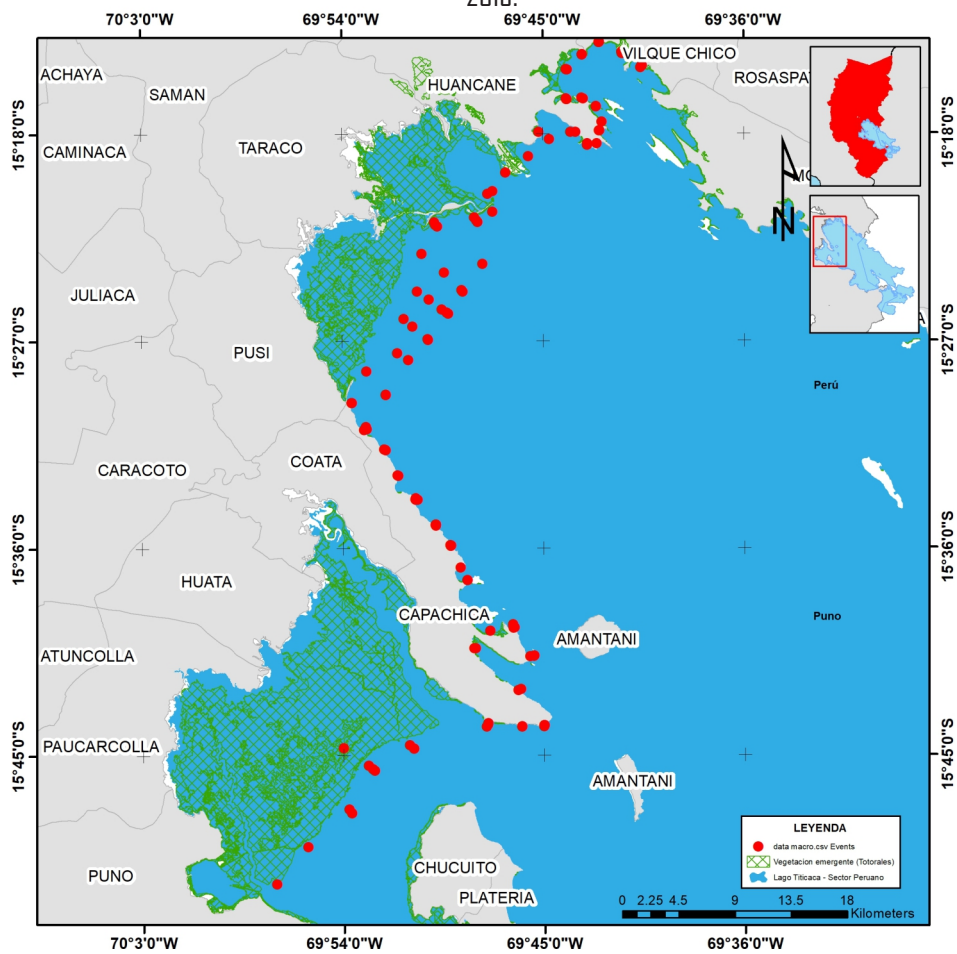 70°3'0"W 69°54'0"W 69°45'0"W 69°36'0"W
ACHAYA
SAMAN
HUANCANE
VILQUE CHICO
15°18'0"S
15°18'0"S
CAMINACA
TARACO
N
JULIACA
PUSI
15°27'0"S
15°27'0"S
Perú
CARACOTO
COATA
15°36'0"S
15°36'0"S
HUATA
CAPACHICA
AMANTANI
Puno
ATUNCOLLA
PAUCARCOLLA
15°45'0"S
15°45'0"S
AMANTANI
PUNO
CHUCUITO
PLATERIA
LEYENDA
data macro.csv Events
Vegetacion emergente (Totorales)
Lago Titicaca - Sector Peruano
0 2.25 4.5 9 13.5 18
Kilometers
70°3'0"W 69°54'0"W 69°45'0"W 69°36'0"W